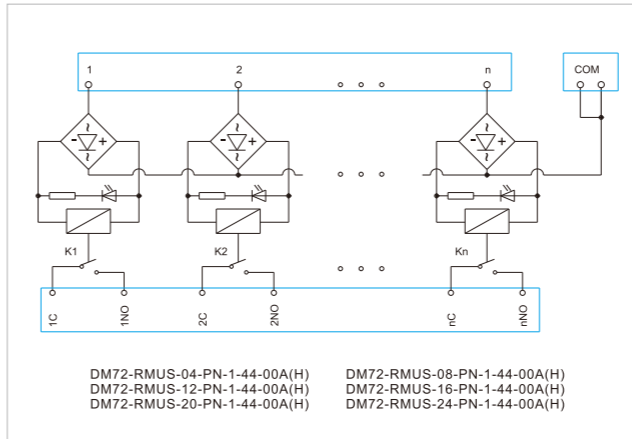 1 2 n COM
~ ~ ~
- + - + - +
~ ~ ~
K1 K2 Kn
1C 1NO 2C 2NO nC nNO
DM72-RMUS-04-PN-1-44-00A(H) DM72-RMUS-08-PN-1-44-00A(H)
DM72-RMUS-12-PN-1-44-00A(H) DM72-RMUS-16-PN-1-44-00A(H)
DM72-RMUS-20-PN-1-44-00A(H) DM72-RMUS-24-PN-1-44-00A(H)